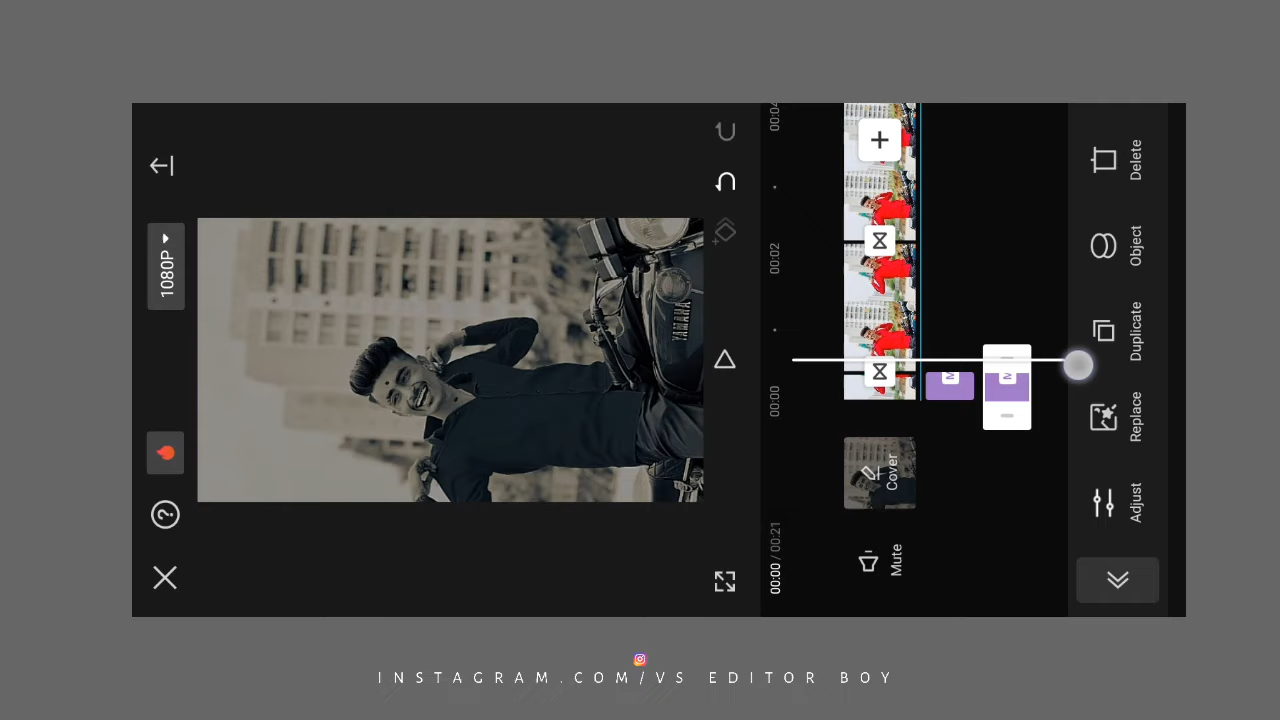 1080P
YAMAHA
00:00 / 00:21
00:00
00:02
00:04
Cover
Mute
M
M
Delete
Object
Duplicate
Replace
Adjust
INSTAGRAM.COM/VS EDITOR BOY